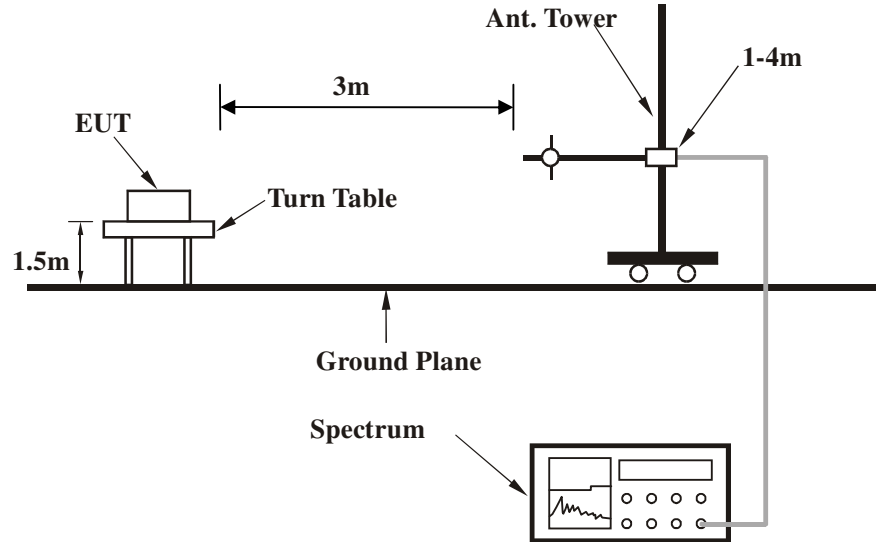 Ant. Tower
1-4m
3m
EUT
Turn Table
1.5m
Ground Plane
Spectrum